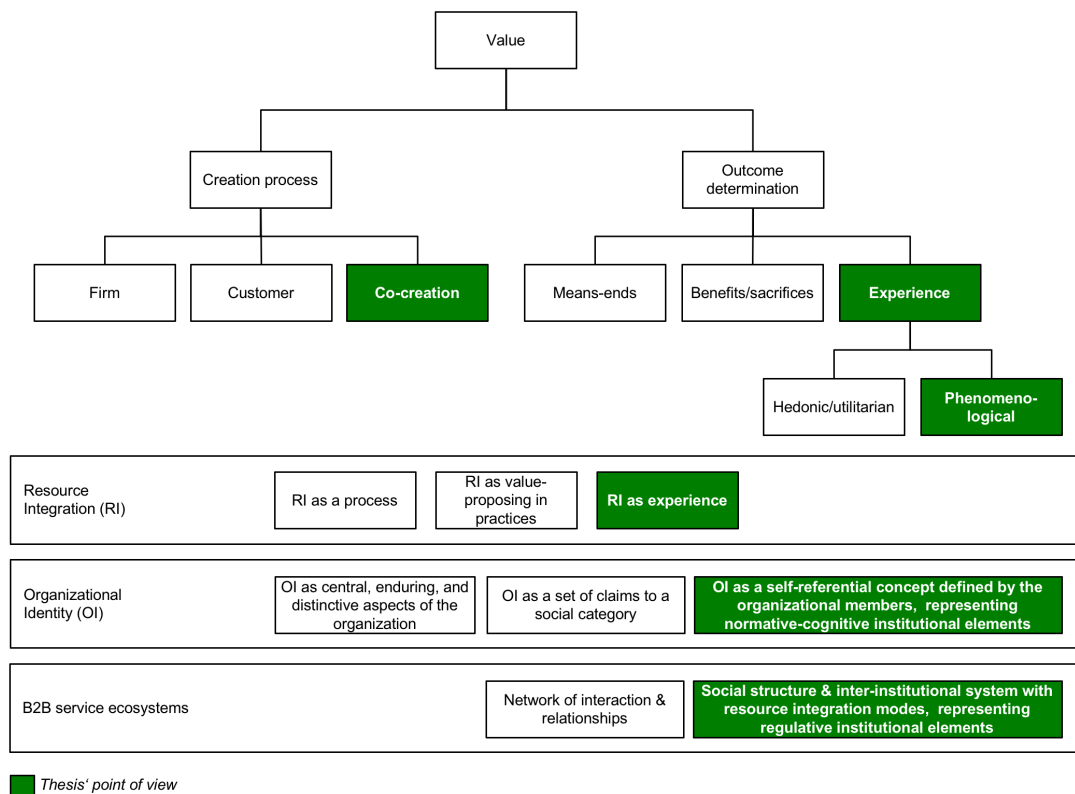 Value
Creation process
Outcome
determination
Firm
Customer
Co-creation
Means-ends
Benefits/sacrifices
Experience
Hedonic/utilitarian
Phenomeno-
logical
Resource
Integration (RI)
RI as a process
RI as value-
proposing in
practices
RI as experience
Organizational
Identity (OI)
OI as central, enduring, and
distinctive aspects of the
organization
OI as a set of claims to a
social category
OI as a self-referential concept defined by the
organizational members, representing
normative-cognitive institutional elements
B2B service ecosystems
Network of interaction &
relationships
Social structure & inter-institutional system with
resource integration modes, representing
regulative institutional elements
Thesis‘ point of view